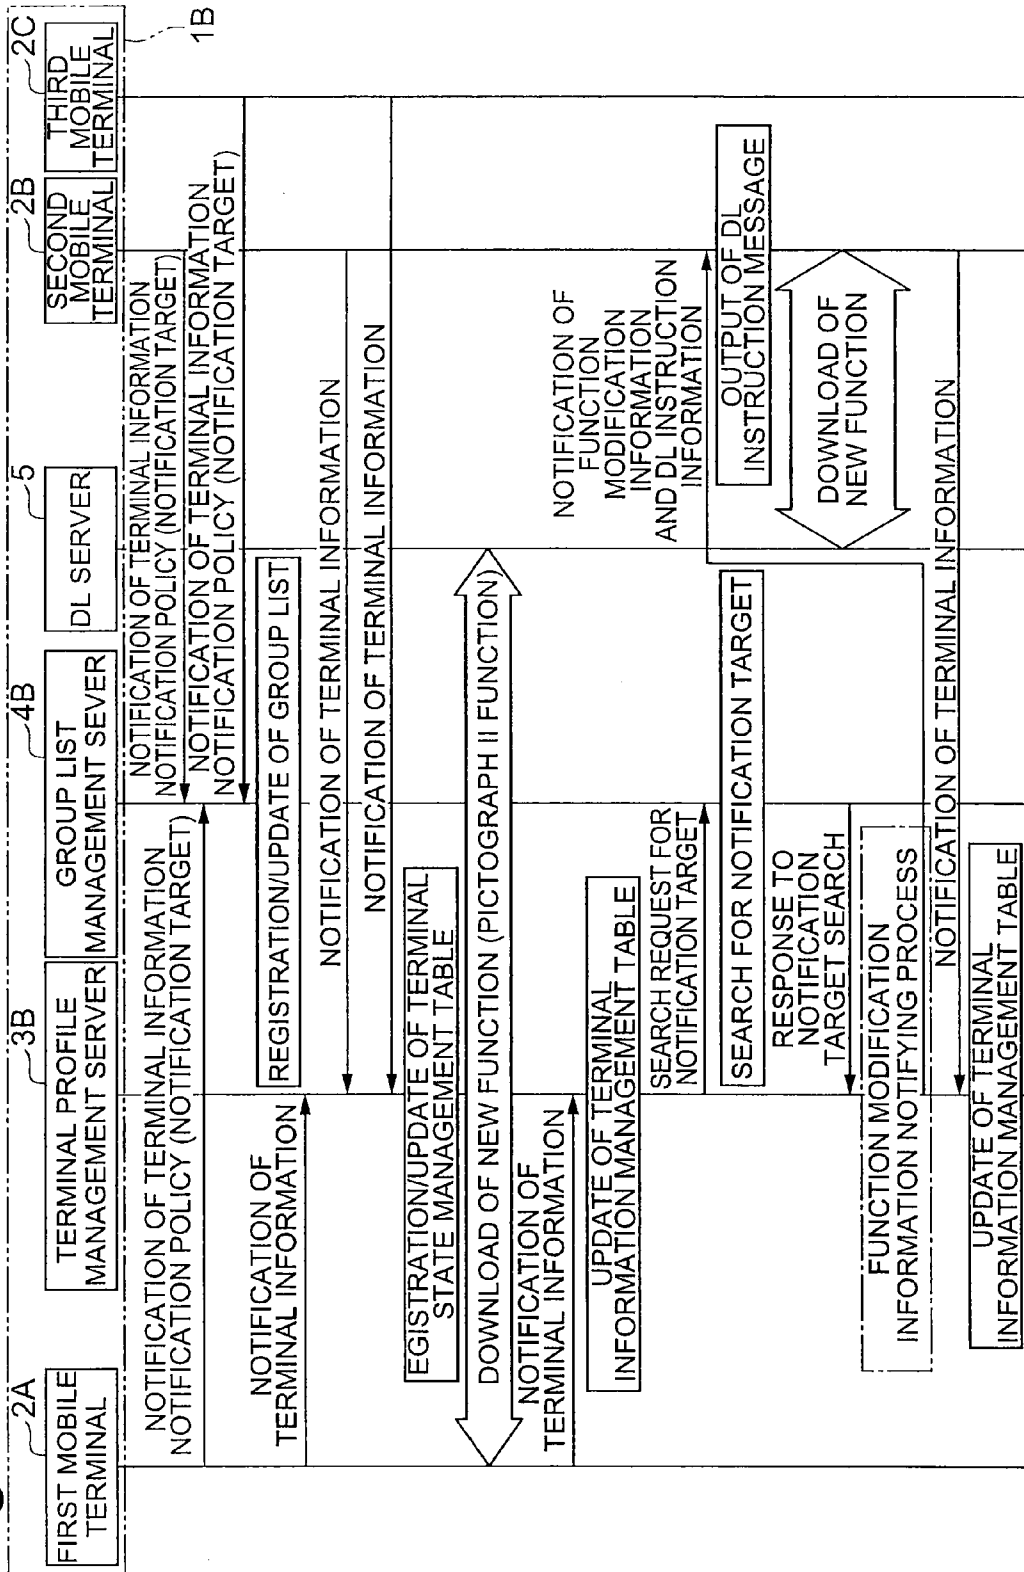 2A
FIRST MOBILE
TERMINAL
3B
TERMINAL PROFILE
MANAGEMENT SERVER
4B
GROUP LIST
MANAGEMENT SEVER
5
DL SERVER
2B
SECOND
MOBILE
TERMINAL
2C
THIRD
MOBILE
TERMINAL
1B
NOTIFICATION OF TERMINAL INFORMATION
NOTIFICATION POLICY (NOTIFICATION TARGET)
NOTIFICATION OF TERMINAL INFORMATION
NOTIFICATION POLICY (NOTIFICATION TARGET)
NOTIFICATION OF TERMINAL INFORMATION
NOTIFICATION POLICY (NOTIFICATION TARGET)
REGISTRATION/UPDATE OF GROUP LIST
NOTIFICATION OF
TERMINAL INFORMATION
NOTIFICATION OF TERMINAL INFORMATION
NOTIFICATION OF TERMINAL INFORMATION
EGISTRATION/UPDATE OF TERMINAL
STATE MANAGEMENT TABLE
DOWNLOAD OF NEW FUNCTION (PICTOGRAPH II FUNCTION)
NOTIFICATION OF
TERMINAL INFORMATION
UPDATE OF TERMINAL
INFORMATION MANAGEMENT TABLE
SEARCH REQUEST FOR
NOTIFICATION TARGET
SEARCH FOR NOTIFICATION TARGET
RESPONSE TO
NOTIFICATION
TARGET SEARCH
FUNCTION MODIFICATION
INFORMATION NOTIFYING PROCESS
NOTIFICATION OF
FUNCTION
MODIFICATION
INFORMATION
AND DL INSTRUCTION
INFORMATION
OUTPUT OF DL
INSTRUCTION MESSAGE
DOWNLOAD OF
NEW FUNCTION
NOTIFICATION OF TERMINAL INFORMATION
UPDATE OF TERMINAL
INFORMATION MANAGEMENT TABLE